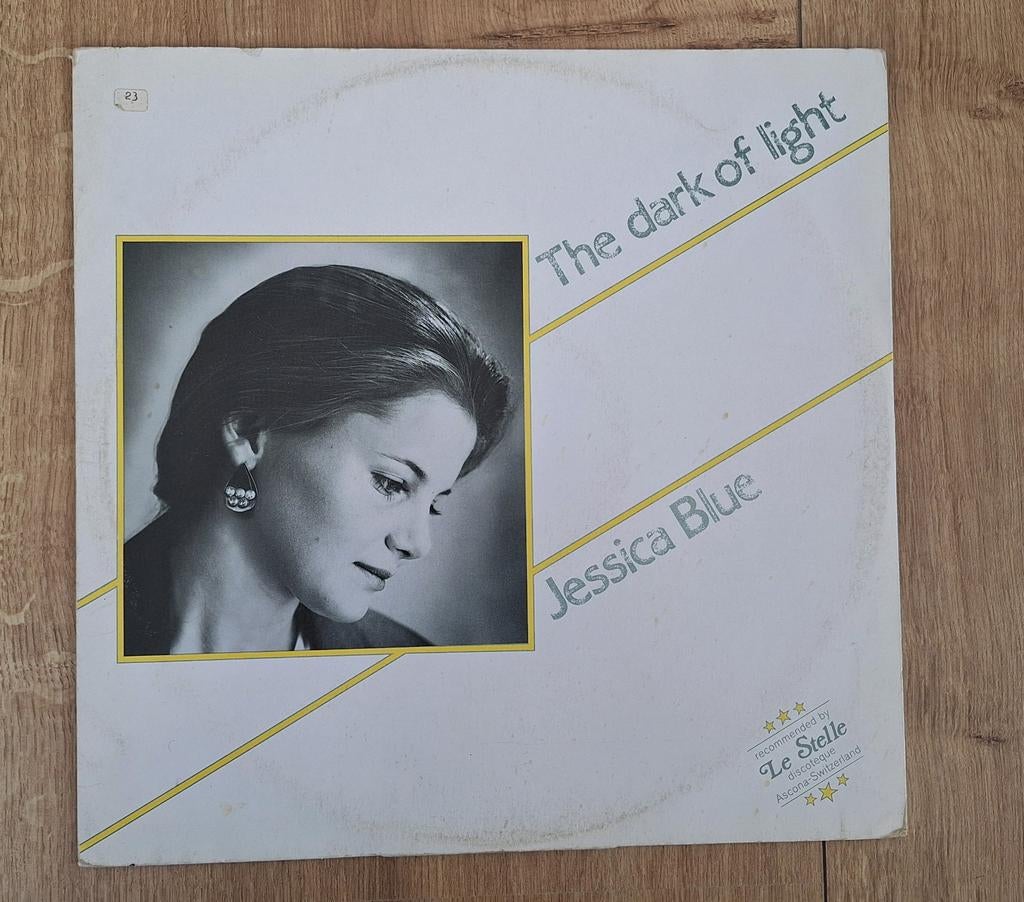 23
The dark of light
Jessica Blue
recommended by
Le Stelle
discoteque
Ascona-Switzerland